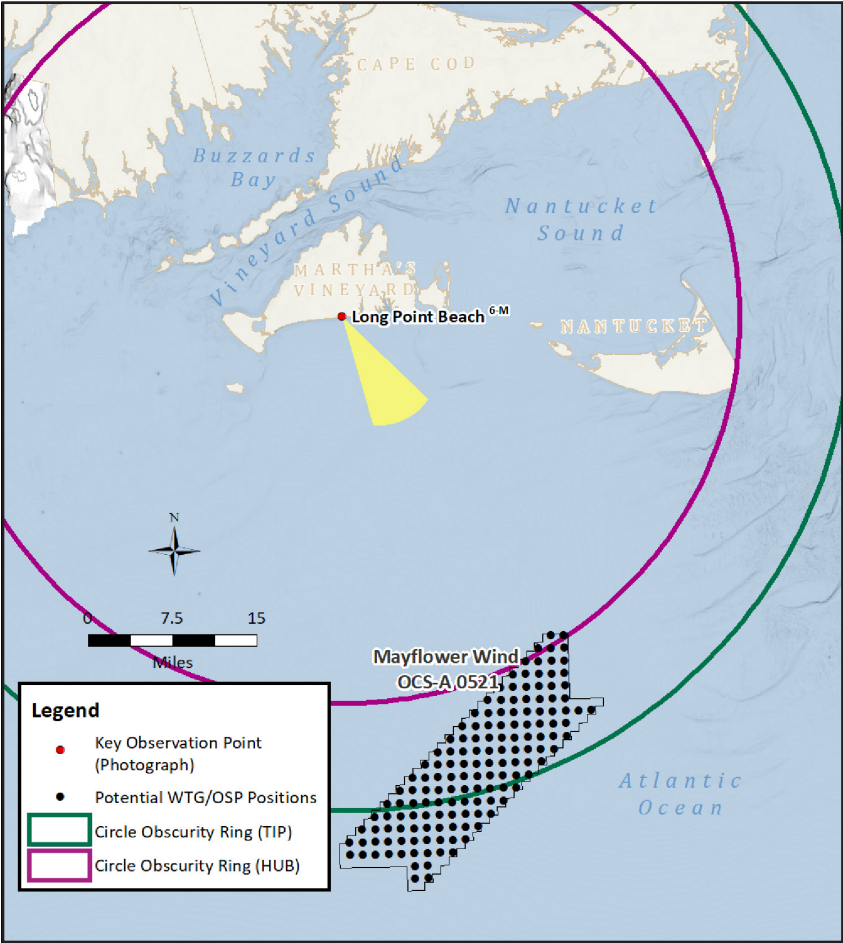 CAPE COD
Buzzards
Bay
Vineyard Sound
Nantucket
Sound
MARTHA'S
VINEYARD
Long Point Beach 6-M
NANTUCKET
N
0 7.5 15
Miles
Mayflower Wind
OCS-A 0521
Legend
Key Observation Point
(Photograph)
Potential WTG/OSP Positions
Circle Obscurity Ring (TIP)
Circle Obscurity Ring (HUB)
Atlantic
Ocean